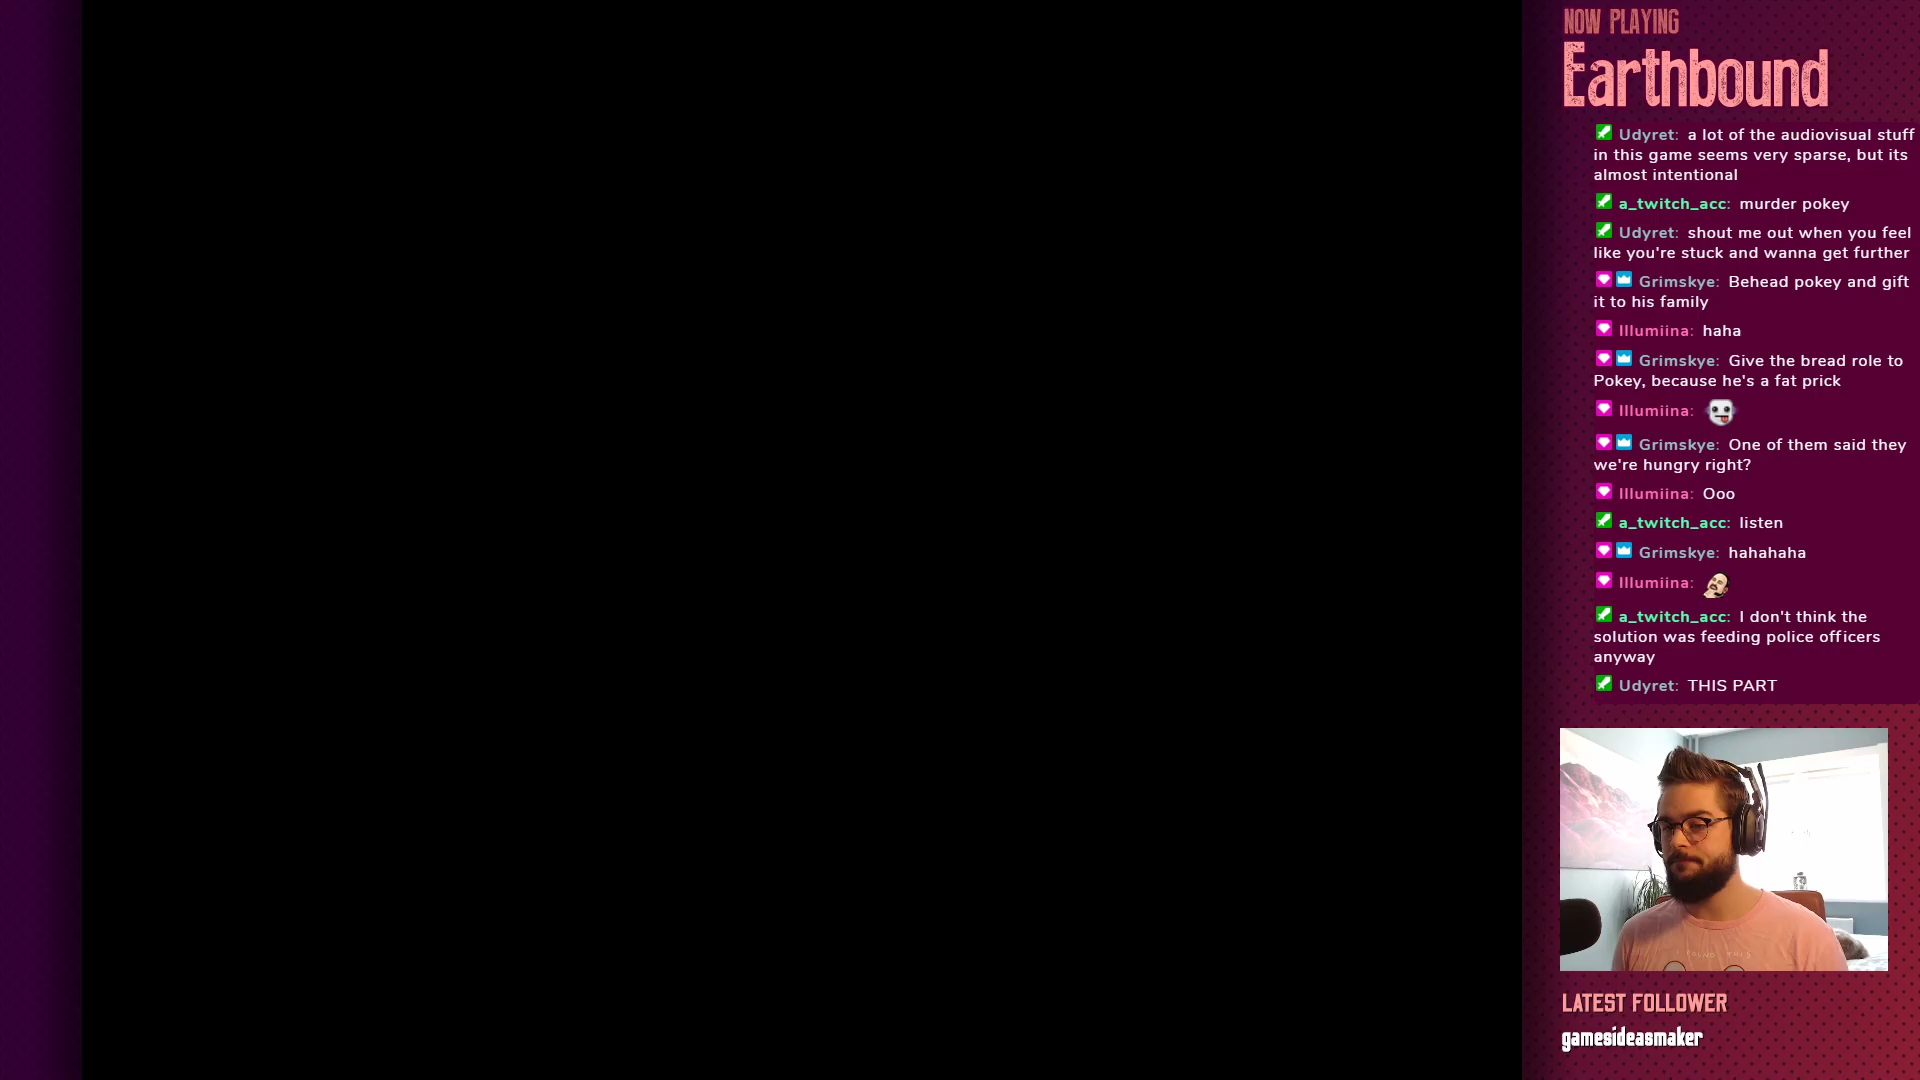 NOW PLAYING
Earthbound
Udyret: a lot of the audiovisual stuff
in this game seems very sparse, but its
almost intentional
a_twitch_acc: murder pokey
Udyret: shout me out when you feel
like you're stuck and wanna get further
Grimskye: Behead pokey and gift
it to his family
Illumiina: haha
Grimskye: Give the bread role to
Pokey, because he's a fat prick
Illumiina:
Grimskye: One of them said they
we're hungry right?
Illumiina: Ooo
a_twitch_acc: listen
Grimskye: hahahaha
Illumiina:
a_twitch_acc: I don't think the
solution was feeding police officers
anyway
Udyret: THIS PART
LATEST FOLLOWER
gamesideasmaker